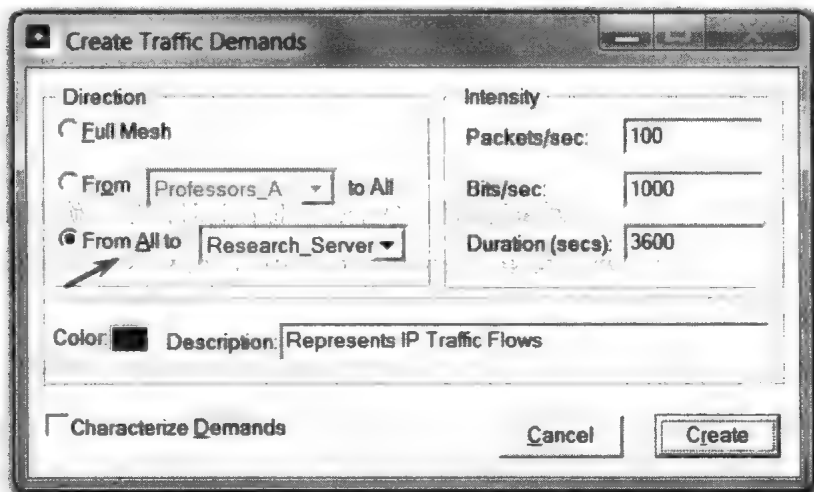 Create Traffic Demands
Direction
Full Mesh
From Professors_A to All
From All to Research_Server
Intensity
Packets/sec: 100
Bits/sec: 1000
Duration (secs): 3600
Color: Description: Represents IP Traffic Flows
Characterize Demands
Cancel Create